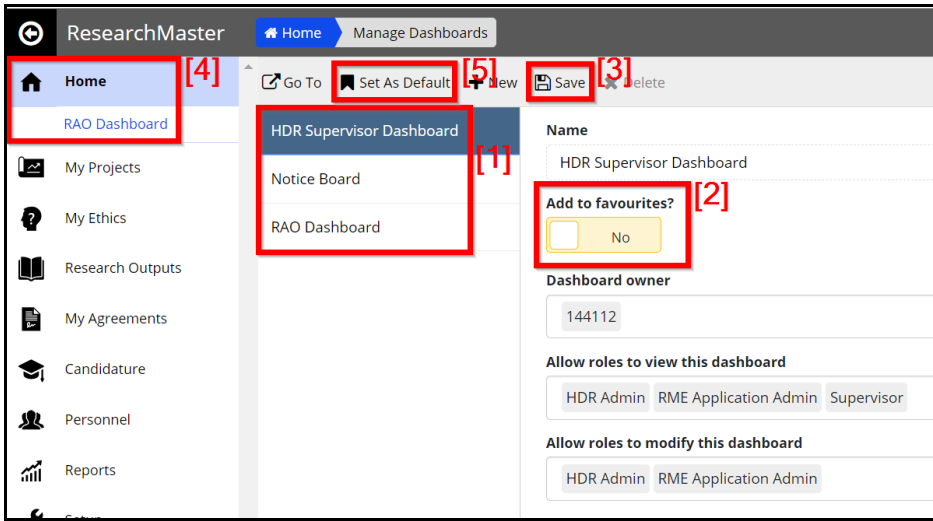 ResearchMaster
Home
Manage Dashboards
Home
[4]
RAO Dashboard
My Projects
My Ethics
Research Outputs
My Agreements
Candidature
Personnel
Reports
Go To
Set As Default
[5]
New
Save
[3]
Delete
HDR Supervisor Dashboard
[1]
Notice Board
RAO Dashboard
Name
HDR Supervisor Dashboard
Add to favourites?
[2]
No
Dashboard owner
144112
Allow roles to view this dashboard
HDR Admin RME Application Admin Supervisor
Allow roles to modify this dashboard
HDR Admin RME Application Admin